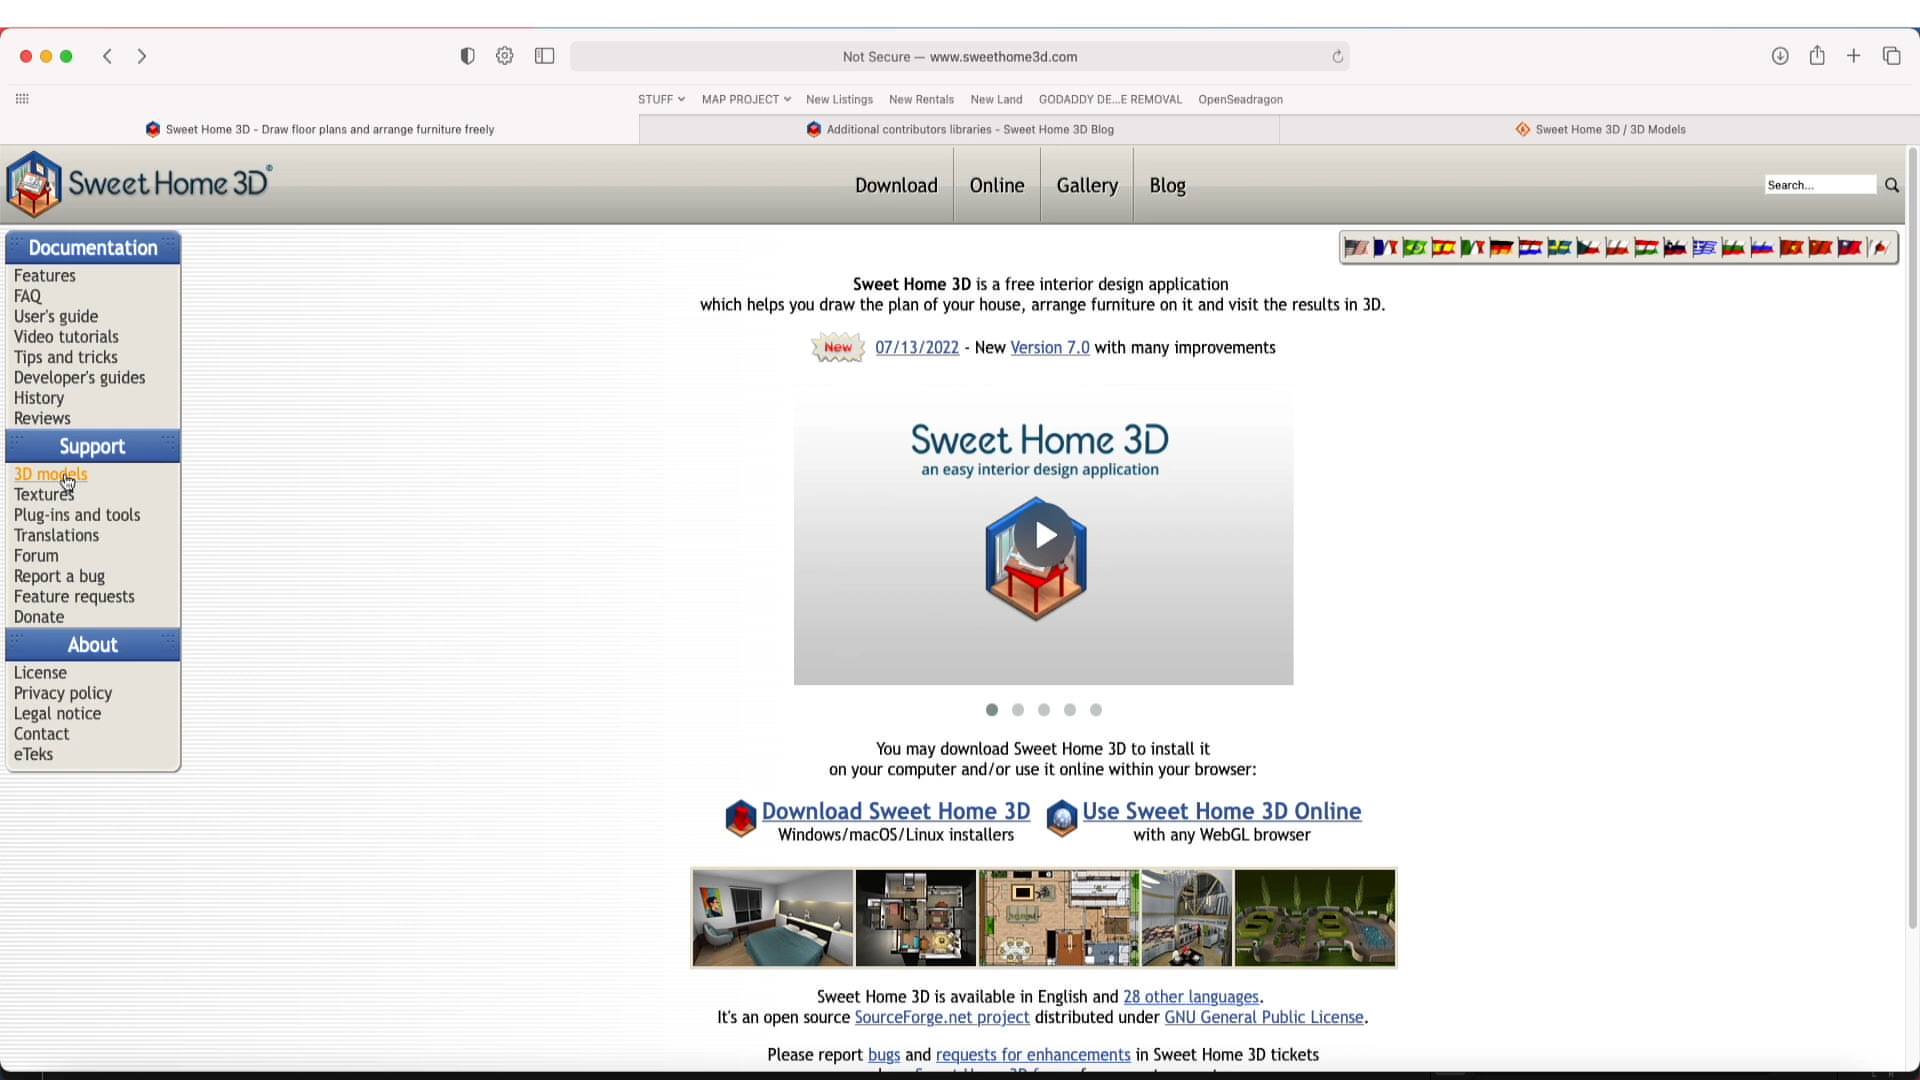 Not Secure — www.sweethome3d.com
STUFF
MAP PROJECT
New Listings
New Rentals
New Land
GODADDY DE...E REMOVAL
OpenSeadragon
Sweet Home 3D - Draw floor plans and arrange furniture freely
Additional contributors libraries - Sweet Home 3D Blog
Sweet Home 3D / 3D Models
Sweet Home 3D®
Download
Online
Gallery
Blog
Search...
Documentation
Features
FAQ
User's guide
Video tutorials
Tips and tricks
Developer's guides
History
Reviews
Support
3D models
Textures
Plug-ins and tools
Translations
Forum
Report a bug
Feature requests
Donate
About
License
Privacy policy
Legal notice
Contact
eTeks
Sweet Home 3D is a free interior design application
which helps you draw the plan of your house, arrange furniture on it and visit the results in 3D.
New 07/13/2022 - New Version 7.0 with many improvements
Sweet Home 3D
an easy interior design application
You may download Sweet Home 3D to install it
on your computer and/or use it online within your browser:
Download Sweet Home 3D
Windows/macOS/Linux installers
Use Sweet Home 3D Online
with any WebGL browser
Sweet Home 3D is available in English and 28 other languages.
It's an open source SourceForge.net project distributed under GNU General Public License.
Please report bugs and requests for enhancements in Sweet Home 3D tickets